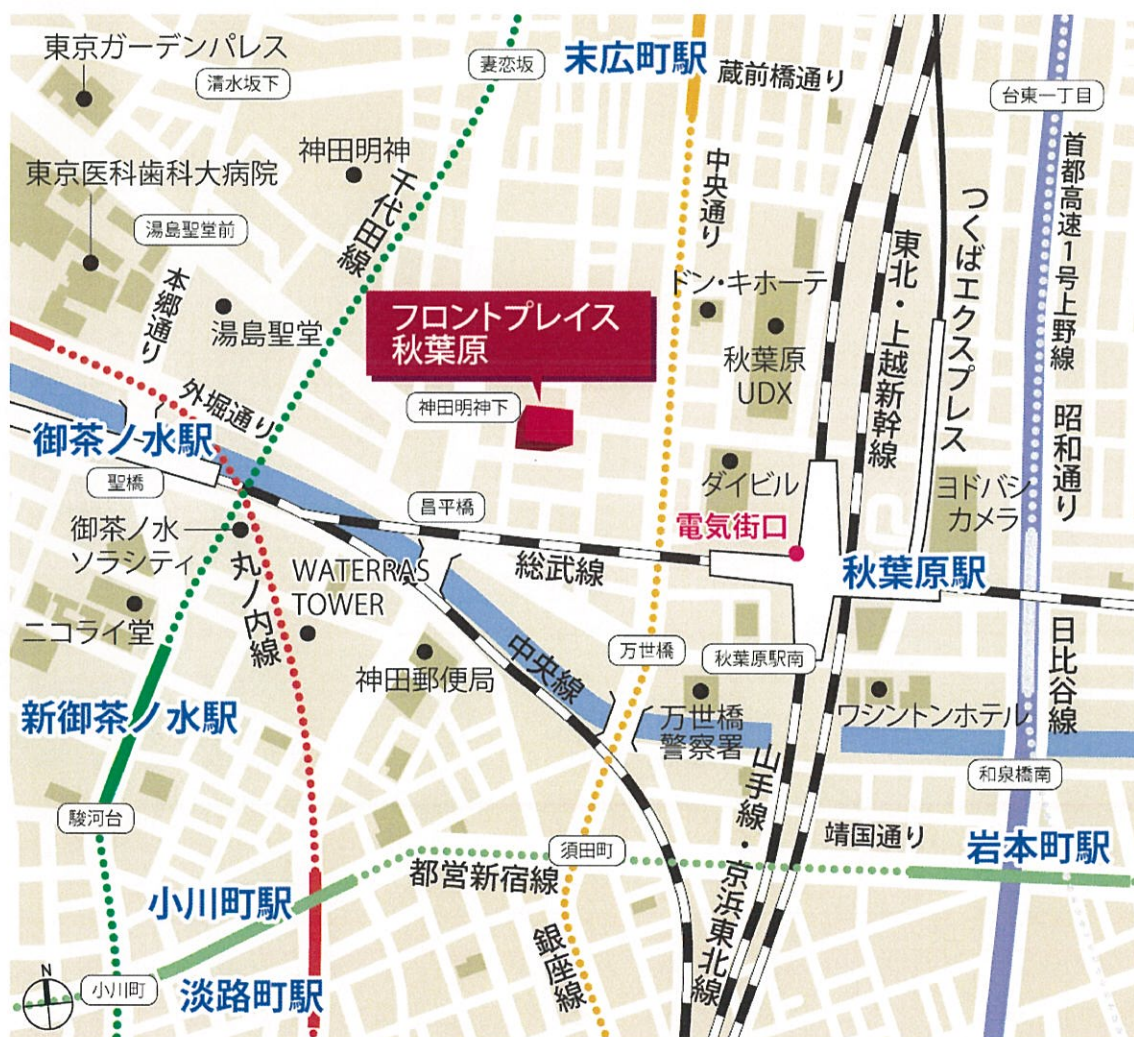 東京ガーデンパレス
清水坂下
妻恋坂
末広町駅
蔵前橋通り
台東一丁目
神田明神
東京医科歯科大病院
湯島聖堂前
千代田線
中央通り
首都高速1号上野線
つくばエクスプレス
東北・上越新幹線
本郷通り
湯島聖堂
フロントプレイス
秋葉原
ドン・キホーテ
秋葉原
UDX
外堀通り
神田明神下
昭和通り
御茶ノ水駅
聖橋
昌平橋
ダイビル
ヨドバシ
カメラ
電気街口
御茶ノ水
ソラシティ
丸ノ内線
WATERRAS
TOWER
総武線
秋葉原駅
ニコライ堂
神田郵便局
中央線
万世橋
秋葉原駅南
日比谷線
新御茶ノ水駅
万世橋
警察署
ワシントンホテル
山手線・京浜東北線
和泉橋南
駿河台
須田町
靖国通り
岩本町駅
都営新宿線
小川町駅
銀座線
N
小川町
淡路町駅